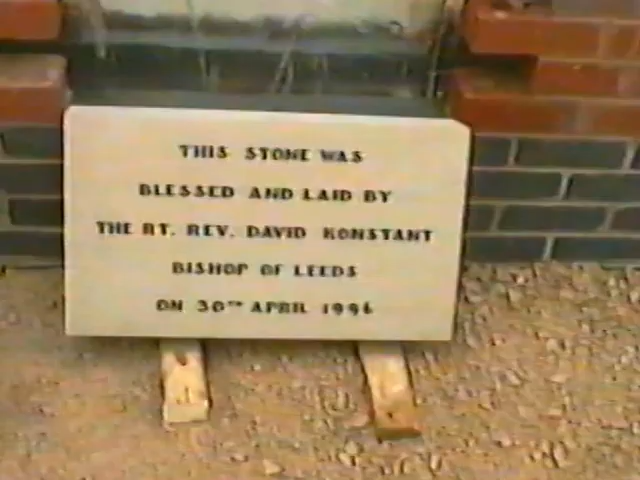 THIS STONE WAS
BLESSED AND LAID BY
THE RT. REV. DAVID KONSTANT
BISHOP OF LEEDS
ON 30TH APRIL 1996